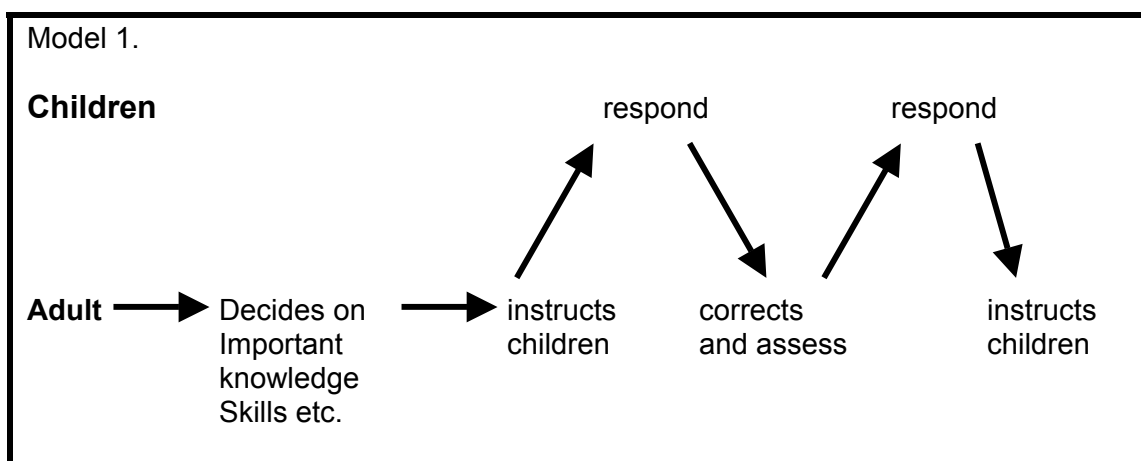 Model 1.
Children respond respond
Adult Decides on instructs corrects instructs
Important children and assess children
knowledge
Skills etc.